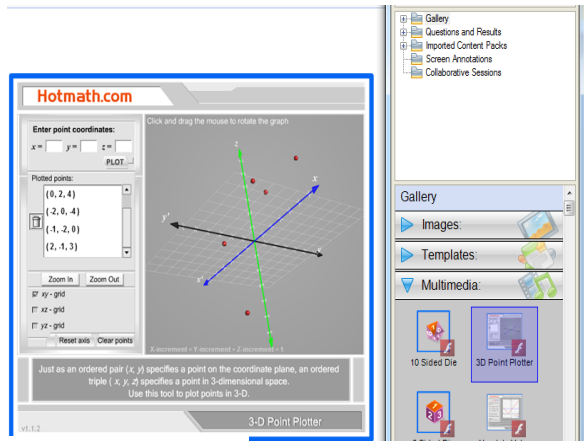 Gallery
Questions and Results
Imported Content Packs
Screen Annotations
Collaborative Sessions
Hotmath.com
Enter point coordinates:
x = y = z =
PLOT
Plotted points:
(0, 2, 4)
(-2, 0, -4)
(-1, -2, 0)
(2, -1, 3)
Zoom In Zoom Out
xy - grid
xz - grid
yz - grid
Reset axis Clear points
Click and drag the mouse to rotate the graph
z
x
y'
x'
X-increment = Y-increment = Z-increment = 1
Just as an ordered pair (x, y) specifies a point on the coordinate plane, an ordered
triple ( x, y, z) specifies a point in 3-dimensional space.
Use this tool to plot points in 3-D.
v1.1.2
3-D Point Plotter
Gallery
Images:
Templates:
Multimedia:
10 Sided Die
3D Point Plotter